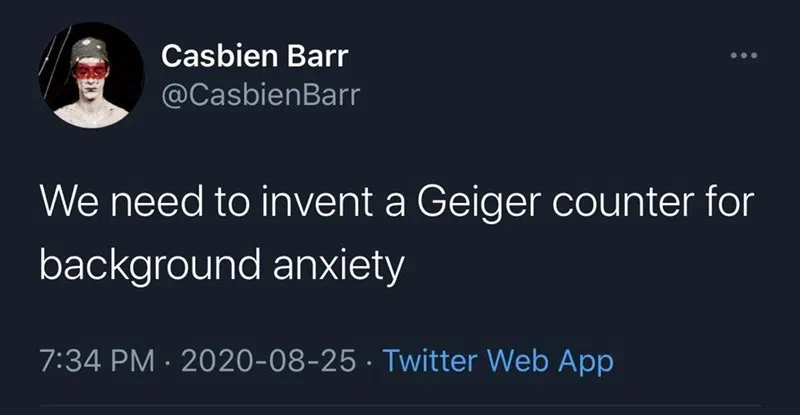 Casbien Barr
@CasbienBarr
We need to invent a Geiger counter for
background anxiety
7:34 PM · 2020-08-25 · Twitter Web App